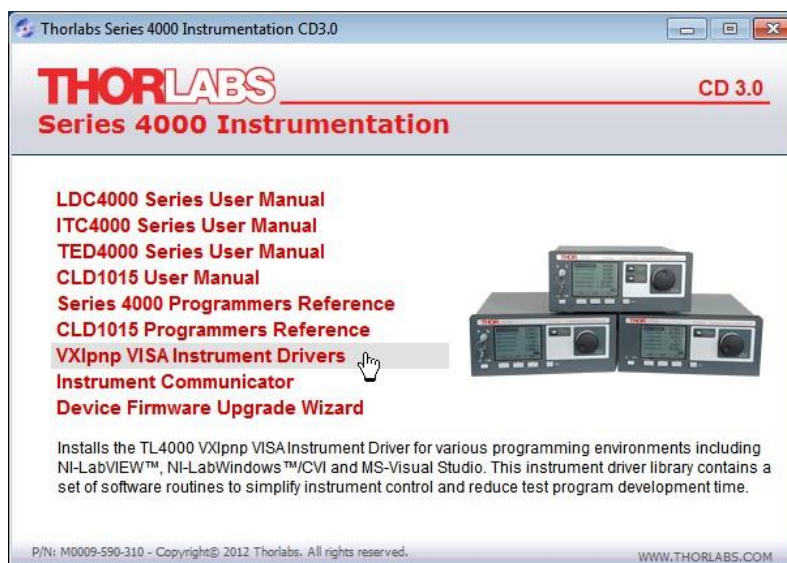 Thorlabs Series 4000 Instrumentation CD3.0
THORLABS
CD 3.0
Series 4000 Instrumentation
LDC4000 Series User Manual
ITC4000 Series User Manual
TED4000 Series User Manual
CLD1015 User Manual
Series 4000 Programmers Reference
CLD1015 Programmers Reference
VXIpnp VISA Instrument Drivers
Instrument Communicator
Device Firmware Upgrade Wizard
Installs the TL4000 VXIpnp VISA Instrument Driver for various programming environments including
NI-LabVIEW™, NI-LabWindows™/CVI and MS-Visual Studio. This instrument driver library contains a
set of software routines to simplify instrument control and reduce test program development time.
P/N: M0009-590-310 - Copyright© 2012 Thorlabs. All rights reserved.
WWW.THORLABS.COM